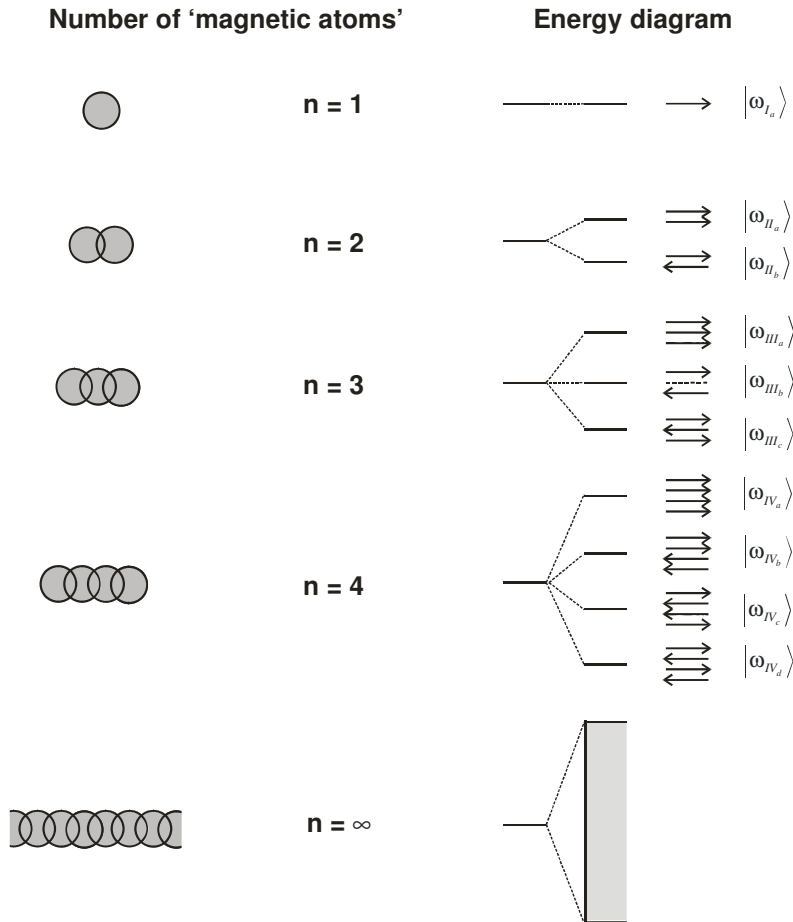 Number of ‘magnetic atoms’ Energy diagram
n = 1 |ω_{I_a}⟩
|ω_{II_a}⟩
n = 2
|ω_{II_b}⟩
|ω_{III_a}⟩
n = 3 |ω_{III_b}⟩
|ω_{III_c}⟩
|ω_{IV_a}⟩
|ω_{IV_b}⟩
n = 4
|ω_{IV_c}⟩
|ω_{IV_d}⟩
n = ∞